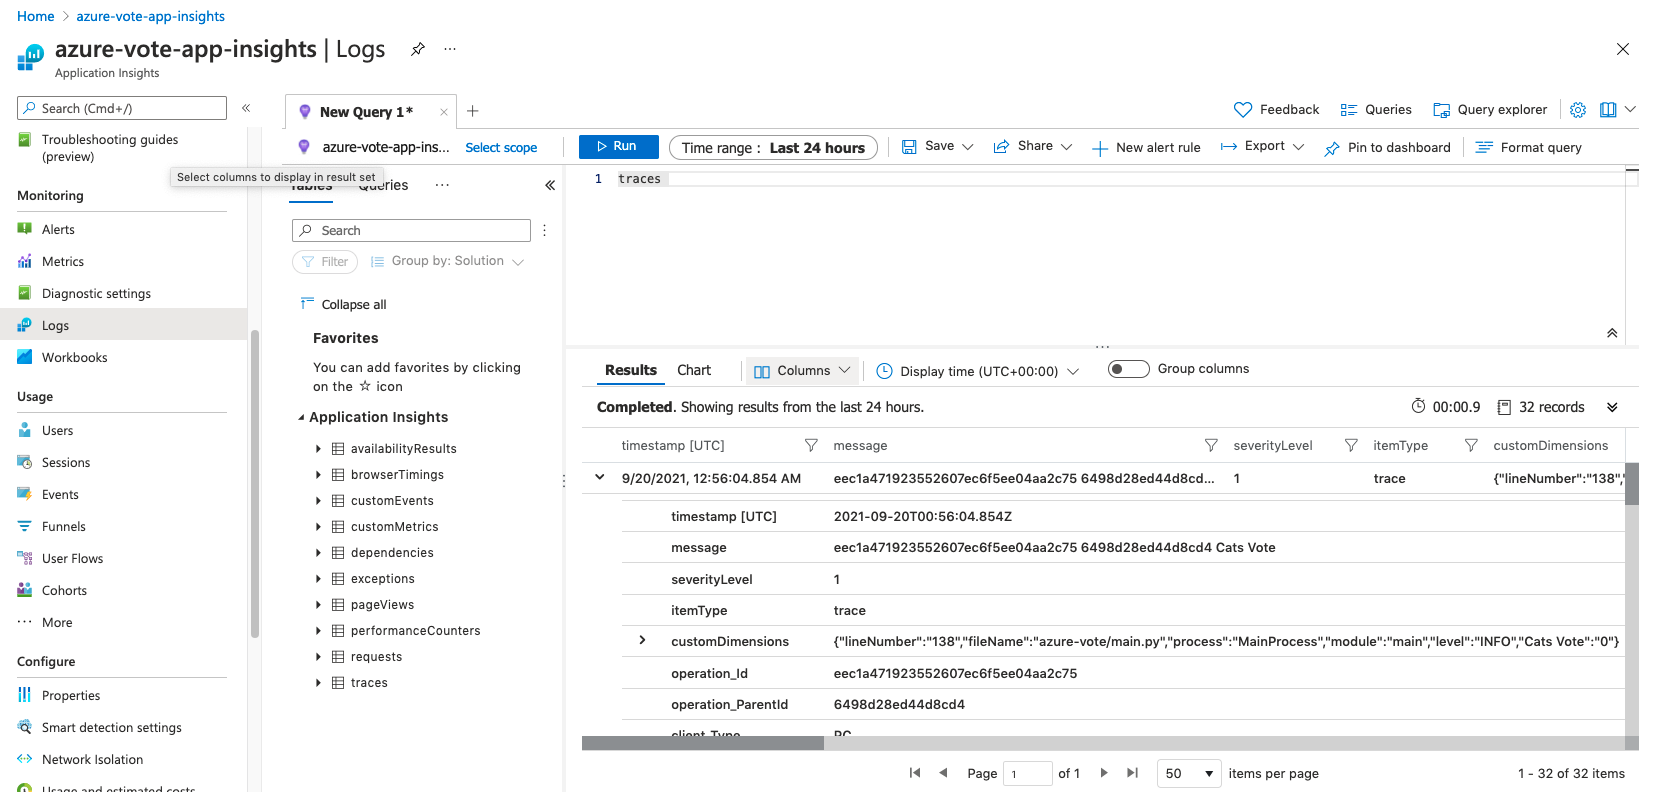 Home > azure-vote-app-insights
azure-vote-app-insights | Logs
Application Insights
Search (Cmd+/)
Troubleshooting guides
(preview)
Select columns to display in result set
Monitoring
Alerts
Metrics
Diagnostic settings
Logs
Workbooks
Usage
Users
Sessions
Events
Funnels
User Flows
Cohorts
More
Configure
Properties
Smart detection settings
Network Isolation
Usage and estimated costs
New Query 1*
Feedback
Queries
Query explorer
azure-vote-app-ins...
Select scope
Run
Time range : Last 24 hours
Save
Share
New alert rule
Export
Pin to dashboard
Format query
Tables
Queries
Search
Filter
Group by: Solution
Collapse all
Favorites
You can add favorites by clicking
on the ☆ icon
Application Insights
availabilityResults
browserTimings
customEvents
customMetrics
dependencies
exceptions
pageViews
performanceCounters
requests
traces
1 traces
Results
Chart
Columns
Display time (UTC+00:00)
Group columns
Completed. Showing results from the last 24 hours.
00:00.9
32 records
timestamp [UTC] message severityLevel itemType customDimensions
9/20/2021, 12:56:04.854 AM eec1a471923552607ec6f5ee04aa2c75 6498d28ed44d8cd... 1 trace {"lineNumber":"138","
timestamp [UTC] 2021-09-20T00:56:04.854Z
message eec1a471923552607ec6f5ee04aa2c75 6498d28ed44d8cd4 Cats Vote
severityLevel 1
itemType trace
customDimensions {"lineNumber":"138","fileName":"azure-vote/main.py","process":"MainProcess","module":"main","level":"INFO","Cats Vote":"0"}
operation_Id eec1a471923552607ec6f5ee04aa2c75
operation_ParentId 6498d28ed44d8cd4
client_Type PC
Page 1 of 1
50 items per page
1 - 32 of 32 items